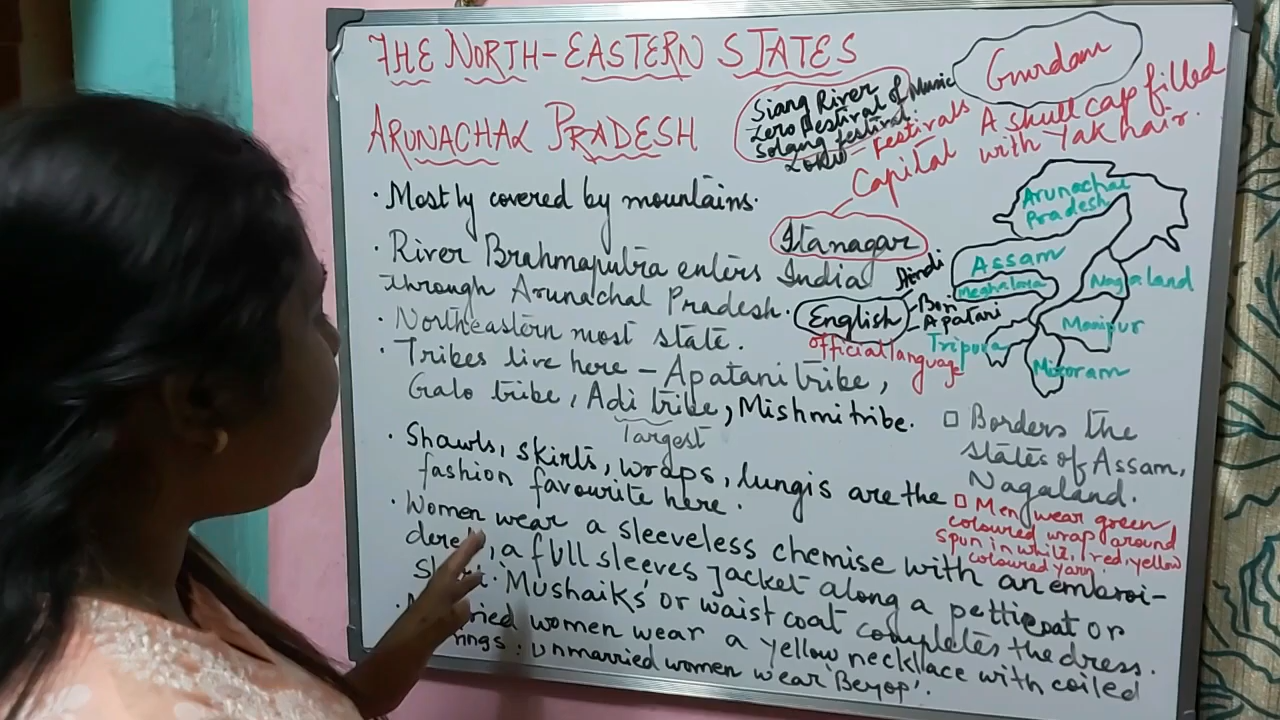 THE NORTH-EASTERN STATES
ARUNACHAL PRADESH
Siang River
Zero Festival of Music
Solang festival
Losu - Festivals
Gurdam
A skull cap filled
with Yak hair.
Capital
Itanagar
· Mostly covered by mountains.
· River Brahmaputra enters India
through Arunachal Pradesh.
· Northeastern most state.
· Tribes live here - Apatani tribe,
Galo tribe, Adi tribe, Mishmi tribe.
largest
English
Hindi
- Apatani
official language
Arunachal
Pradesh
Assam
Meghalaya
Nagaland
Manipur
Tripura
Mizoram
□ Borders the
states of Assam,
Nagaland.
□ Men wear green
coloured wrap around
spun in white, red, yellow
coloured yarn.
· Shawls, skirts, wraps, lungis are the
fashion favourite here.
· Women wear a sleeveless chemise with an embroi-
, a full sleeves jacket along a petticoat or
. 'Mushaiks' or waist coat completes the dress.
women wear a yellow neckllace with coiled
. Unmarried women wear Beyop'.